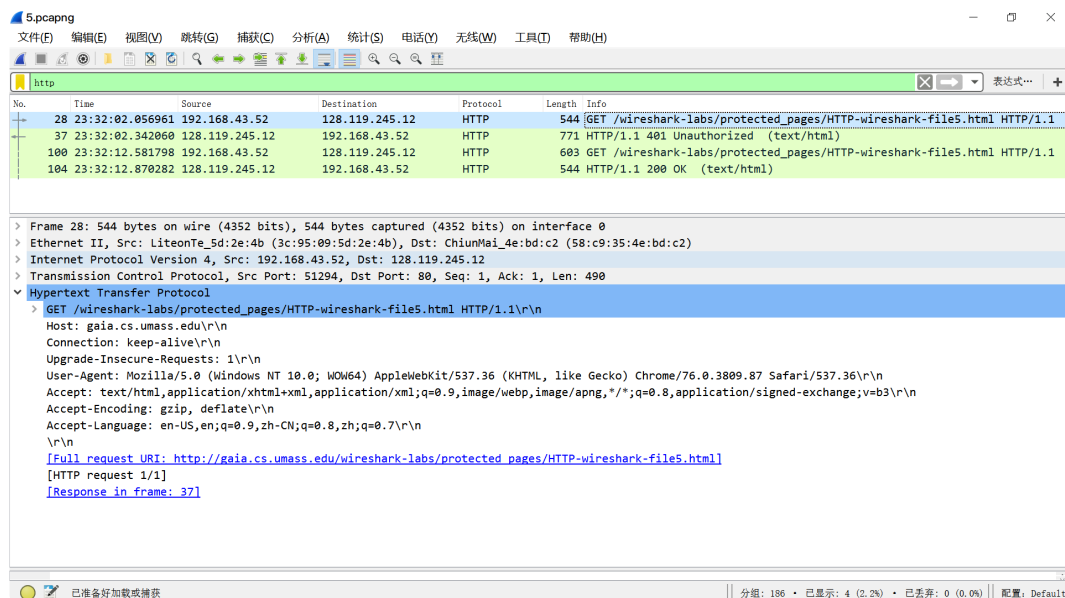 5.pcapng
文件(F) 编辑(E) 视图(V) 跳转(G) 捕获(C) 分析(A) 统计(S) 电话(Y) 无线(W) 工具(T) 帮助(H)
http 表达式…
No. Time Source Destination Protocol Length Info
28 23:32:02.056961 192.168.43.52 128.119.245.12 HTTP 544 GET /wireshark-labs/protected_pages/HTTP-wireshark-file5.html HTTP/1.1
37 23:32:02.342060 128.119.245.12 192.168.43.52 HTTP 771 HTTP/1.1 401 Unauthorized (text/html)
100 23:32:12.581798 192.168.43.52 128.119.245.12 HTTP 603 GET /wireshark-labs/protected_pages/HTTP-wireshark-file5.html HTTP/1.1
104 23:32:12.870282 128.119.245.12 192.168.43.52 HTTP 544 HTTP/1.1 200 OK (text/html)
Frame 28: 544 bytes on wire (4352 bits), 544 bytes captured (4352 bits) on interface 0
Ethernet II, Src: LiteonTe_5d:2e:4b (3c:95:09:5d:2e:4b), Dst: ChiunMai_4e:bd:c2 (58:c9:35:4e:bd:c2)
Internet Protocol Version 4, Src: 192.168.43.52, Dst: 128.119.245.12
Transmission Control Protocol, Src Port: 51294, Dst Port: 80, Seq: 1, Ack: 1, Len: 490
Hypertext Transfer Protocol
GET /wireshark-labs/protected_pages/HTTP-wireshark-file5.html HTTP/1.1\r\n
Host: gaia.cs.umass.edu\r\n
Connection: keep-alive\r\n
Upgrade-Insecure-Requests: 1\r\n
User-Agent: Mozilla/5.0 (Windows NT 10.0; WOW64) AppleWebKit/537.36 (KHTML, like Gecko) Chrome/76.0.3809.87 Safari/537.36\r\n
Accept: text/html,application/xhtml+xml,application/xml;q=0.9,image/webp,image/apng,*/*;q=0.8,application/signed-exchange;v=b3\r\n
Accept-Encoding: gzip, deflate\r\n
Accept-Language: en-US,en;q=0.9,zh-CN;q=0.8,zh;q=0.7\r\n
\r\n
[Full request URI: http://gaia.cs.umass.edu/wireshark-labs/protected_pages/HTTP-wireshark-file5.html]
[HTTP request 1/1]
[Response in frame: 37]
已准备好加载或捕获 分组: 186 · 已显示: 4 (2.2%) · 已丢弃: 0 (0.0%) 配置: Default